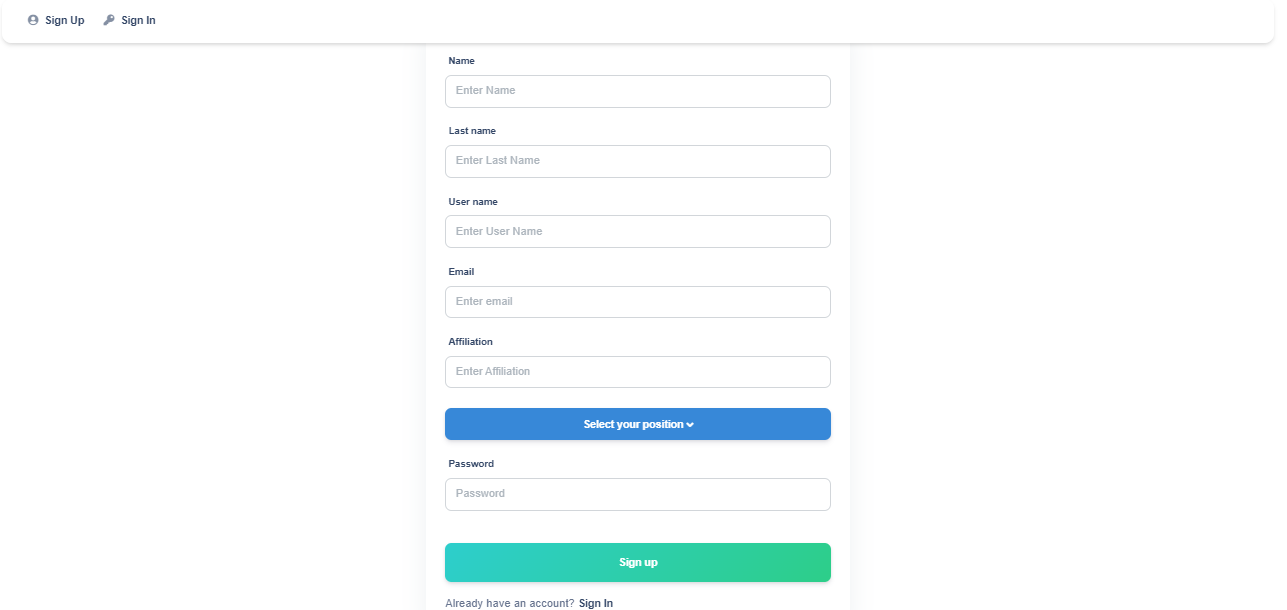 Sign Up Sign In
Name
Enter Name
Last name
Enter Last Name
User name
Enter User Name
Email
Enter email
Affiliation
Enter Affiliation
Select your position
Password
Password
Sign up
Already have an account? Sign In